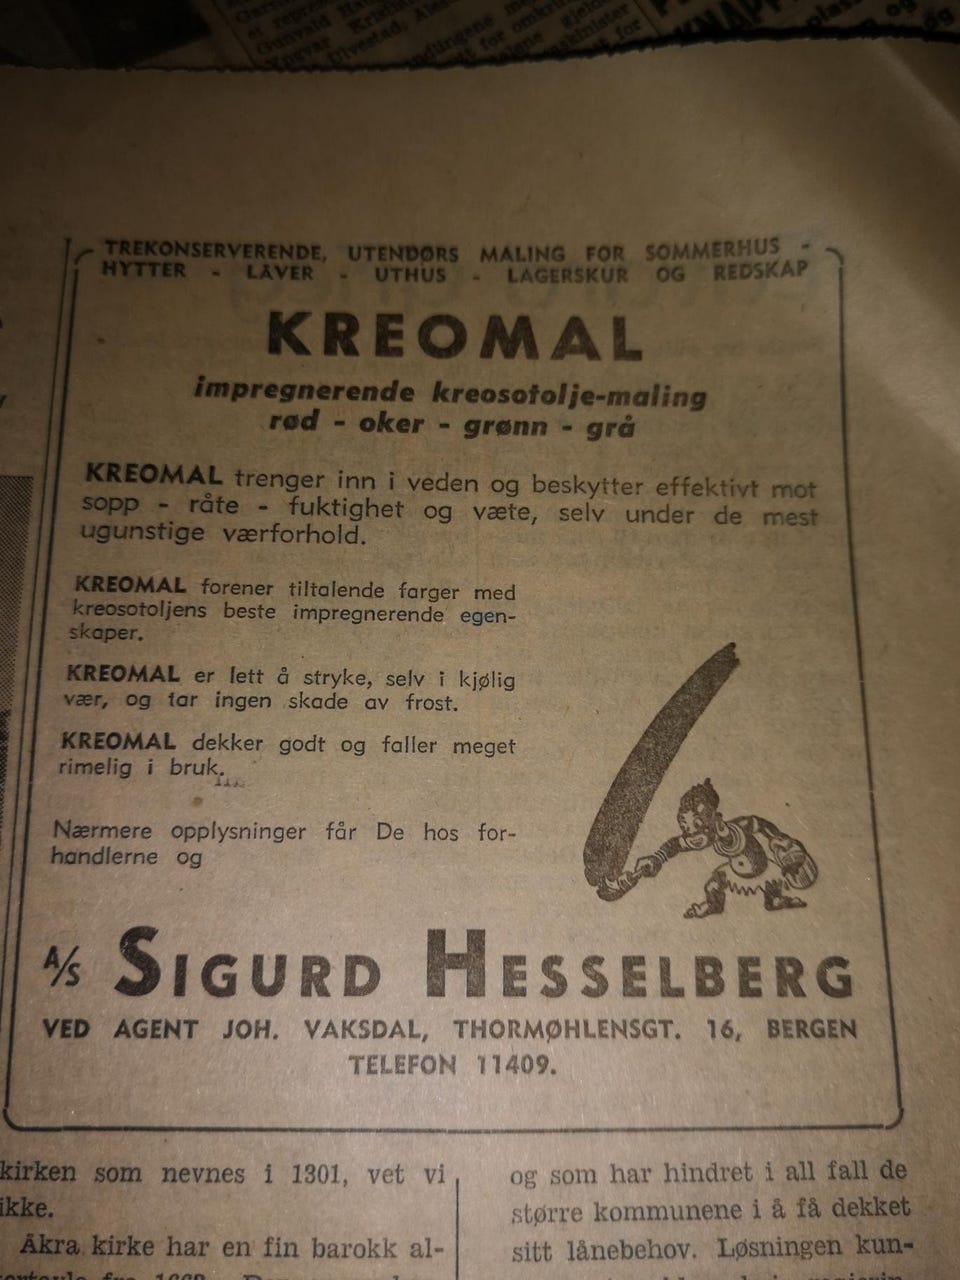 TREKONSERVERENDE, UTENDØRS MALING FOR SOMMERHUS -
HYTTER - LÅVER - UTHUS - LAGERSKUR OG REDSKAP
KREOMAL
impregnerende kreosotolje-maling
rød - oker - grønn - grå
KREOMAL trenger inn i veden og beskytter effektivt mot
sopp - råte - fuktighet og væte, selv under de mest
ugunstige værforhold.
KREOMAL forener tiltalende farger med
kreosotoljens beste impregnerende egen-
skaper.
KREOMAL er lett å stryke, selv i kjølig
vær, og tar ingen skade av frost.
KREOMAL dekker godt og faller meget
rimelig i bruk.
Nærmere opplysninger får De hos for-
handlerne og
A/S SIGURD HESSELBERG
VED AGENT JOH. VAKSDAL, THORMØHLENSGT. 16, BERGEN
TELEFON 11409.
kirken som nevnes i 1301, vet vi
ikke.
Åkra kirke har en fin barokk al-
og som har hindret i all fall de
større kommunene i å få dekket
sitt lånebehov. Løsningen kun-